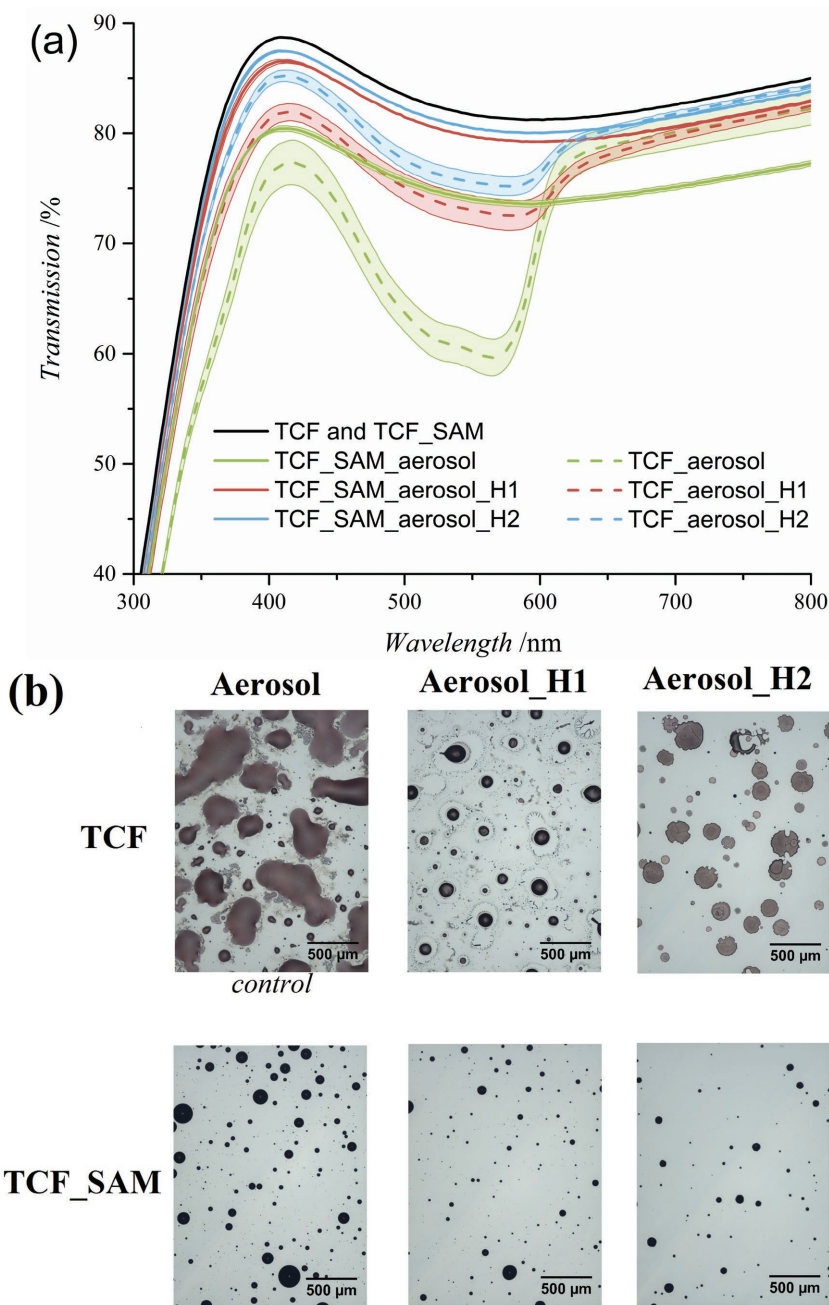 (a)
90
80
70
60
50
40
Transmission /%
TCF and TCF_SAM
TCF_SAM_aerosol
TCF_aerosol
TCF_SAM_aerosol_H1
TCF_aerosol_H1
TCF_SAM_aerosol_H2
TCF_aerosol_H2
300 400 500 600 700 800
Wavelength /nm
(b)
Aerosol Aerosol_H1 Aerosol_H2
TCF
500 µm 500 µm 500 µm
control
TCF_SAM
500 µm 500 µm 500 µm